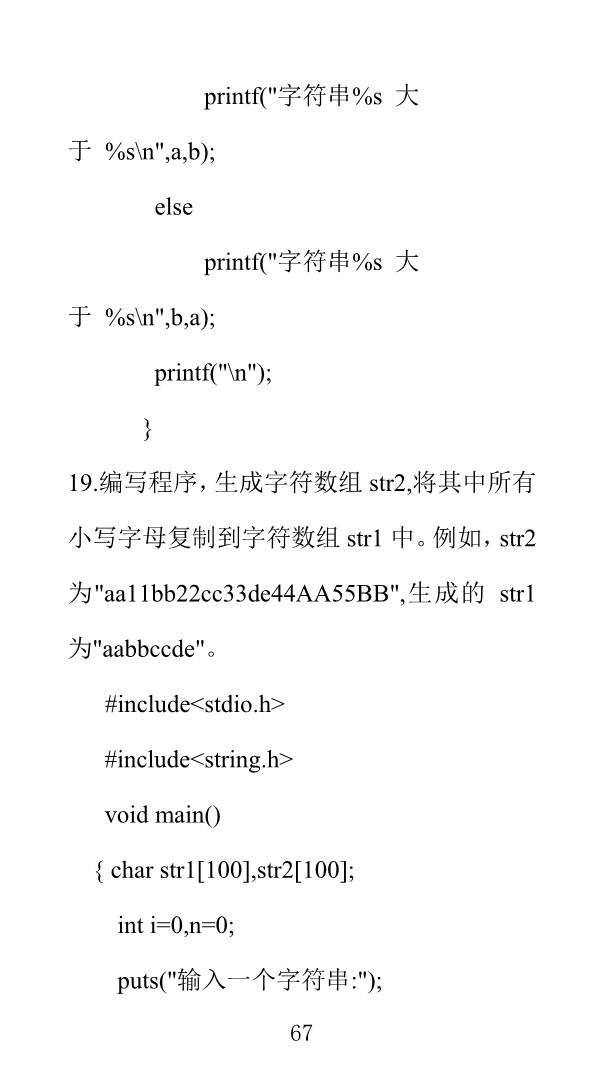 printf("字符串%s 大
于 %s\n",a,b);
else
printf("字符串%s 大
于 %s\n",b,a);
printf("\n");
}
19.编写程序，生成字符数组 str2,将其中所有
小写字母复制到字符数组 str1 中。例如，str2
为"aa11bb22cc33de44AA55BB",生成的 str1
为"aabbccde"。
#include<stdio.h>
#include<string.h>
void main()
{ char str1[100],str2[100];
int i=0,n=0;
puts("输入一个字符串:");
67